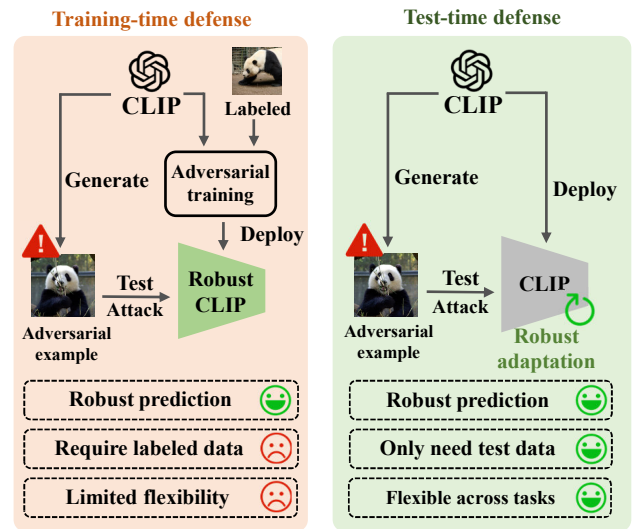 Training-time defense
CLIP
Labeled
Generate
Adversarial
training
Deploy
Test
Attack
Robust
CLIP
Adversarial
example
Robust prediction
Require labeled data
Limited flexibility
Test-time defense
CLIP
Generate
Deploy
Test
Attack
CLIP
Adversarial
example
Robust
adaptation
Robust prediction
Only need test data
Flexible across tasks